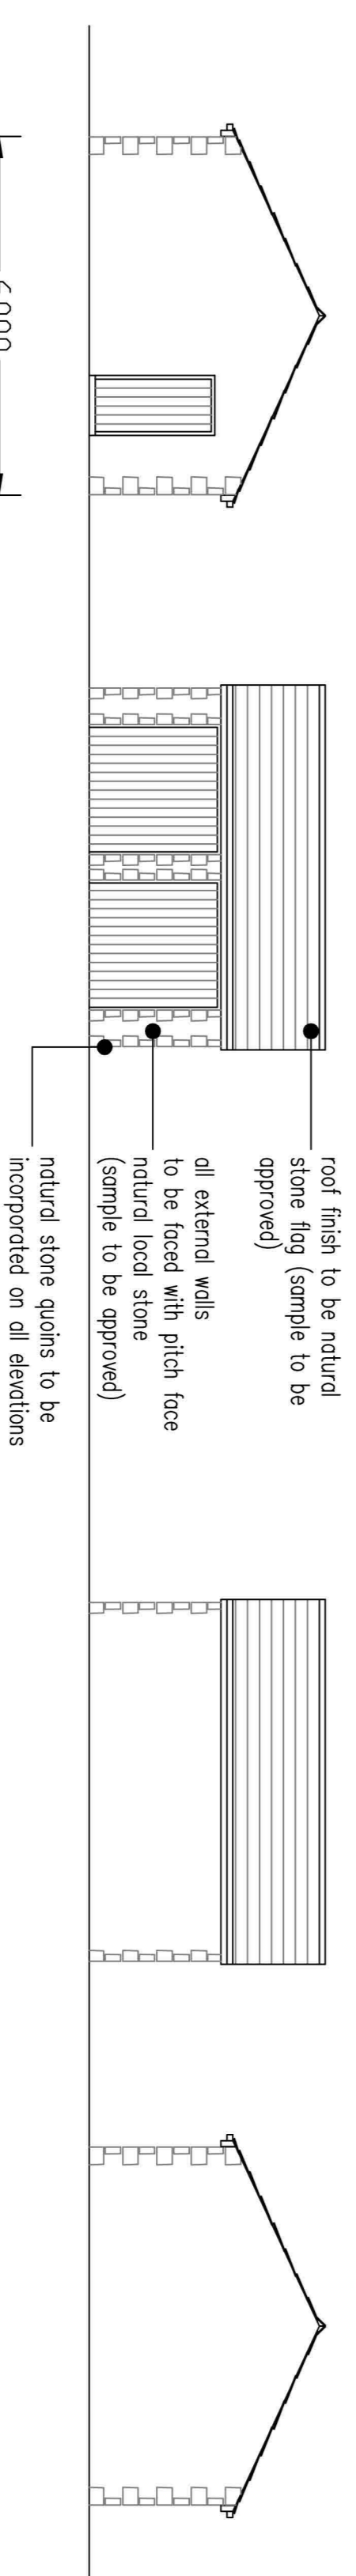 roof finish to be natural
stone flag (sample to be
approved)
all external walls
to be faced with pitch face
natural local stone
(sample to be approved)
natural stone quoins to be
incorporated on all elevations